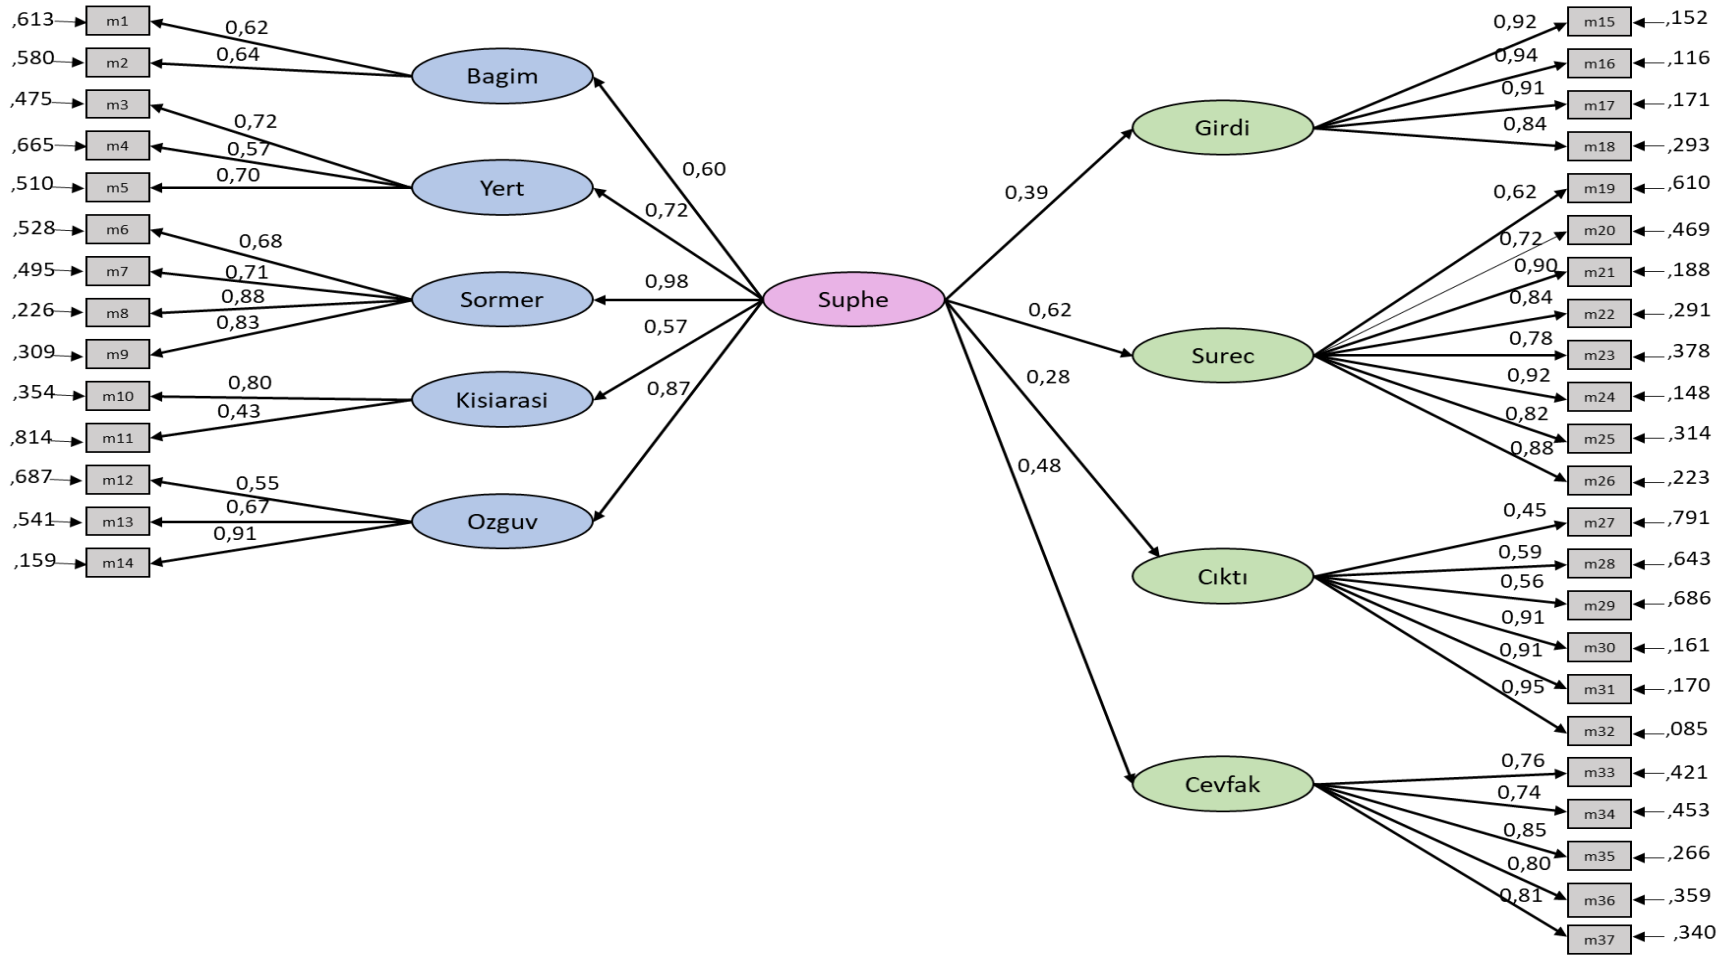 ,613 m1 0,62
,580 m2 0,64
Bagim
,475 m3 0,72
,665 m4 0,57
,510 m5 0,70
Yert
,528 m6 0,68
,495 m7 0,71
,226 m8 0,88
,309 m9 0,83
Sormer
,354 m10 0,80
,814 m11 0,43
Kisiarasi
,687 m12 0,55
,541 m13 0,67
,159 m14 0,91
Ozguv
0,60
0,72
0,98
0,57
0,87
Suphe
0,39
0,62
0,28
0,48
Girdi
0,92 m15 ,152
0,94 m16 ,116
0,91 m17 ,171
0,84 m18 ,293
Surec
0,62 m19 ,610
0,72 m20 ,469
0,90 m21 ,188
0,84 m22 ,291
0,78 m23 ,378
0,92 m24 ,148
0,82 m25 ,314
0,88 m26 ,223
Cıktı
0,45 m27 ,791
0,59 m28 ,643
0,56 m29 ,686
0,91 m30 ,161
0,91 m31 ,170
0,95 m32 ,085
Cevfak
0,76 m33 ,421
0,74 m34 ,453
0,85 m35 ,266
0,80 m36 ,359
0,81 m37 ,340